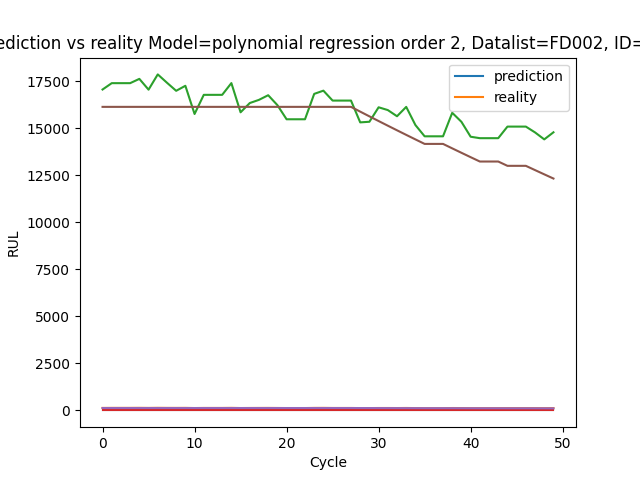 ediction vs reality Model=polynomial regression order 2, Datalist=FD002, ID=
prediction
reality
17500
15000
12500
10000
7500
5000
2500
0
RUL
0 10 20 30 40 50
Cycle